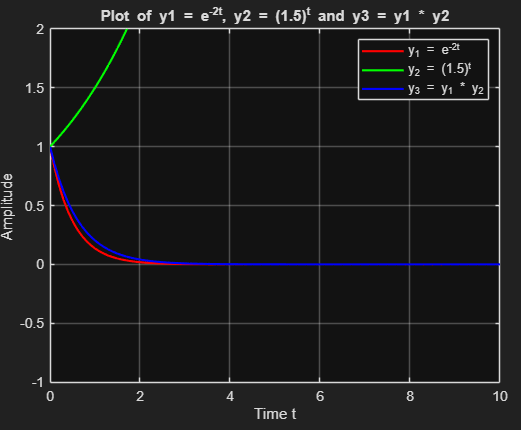 Plot of y1 = e^-2t, y2 = (1.5)^t and y3 = y1 * y2
y₁ = e^-2t
y₂ = (1.5)^t
y₃ = y₁ * y₂
Amplitude
2
1.5
1
0.5
0
-0.5
-1
0 2 4 6 8 10
Time t